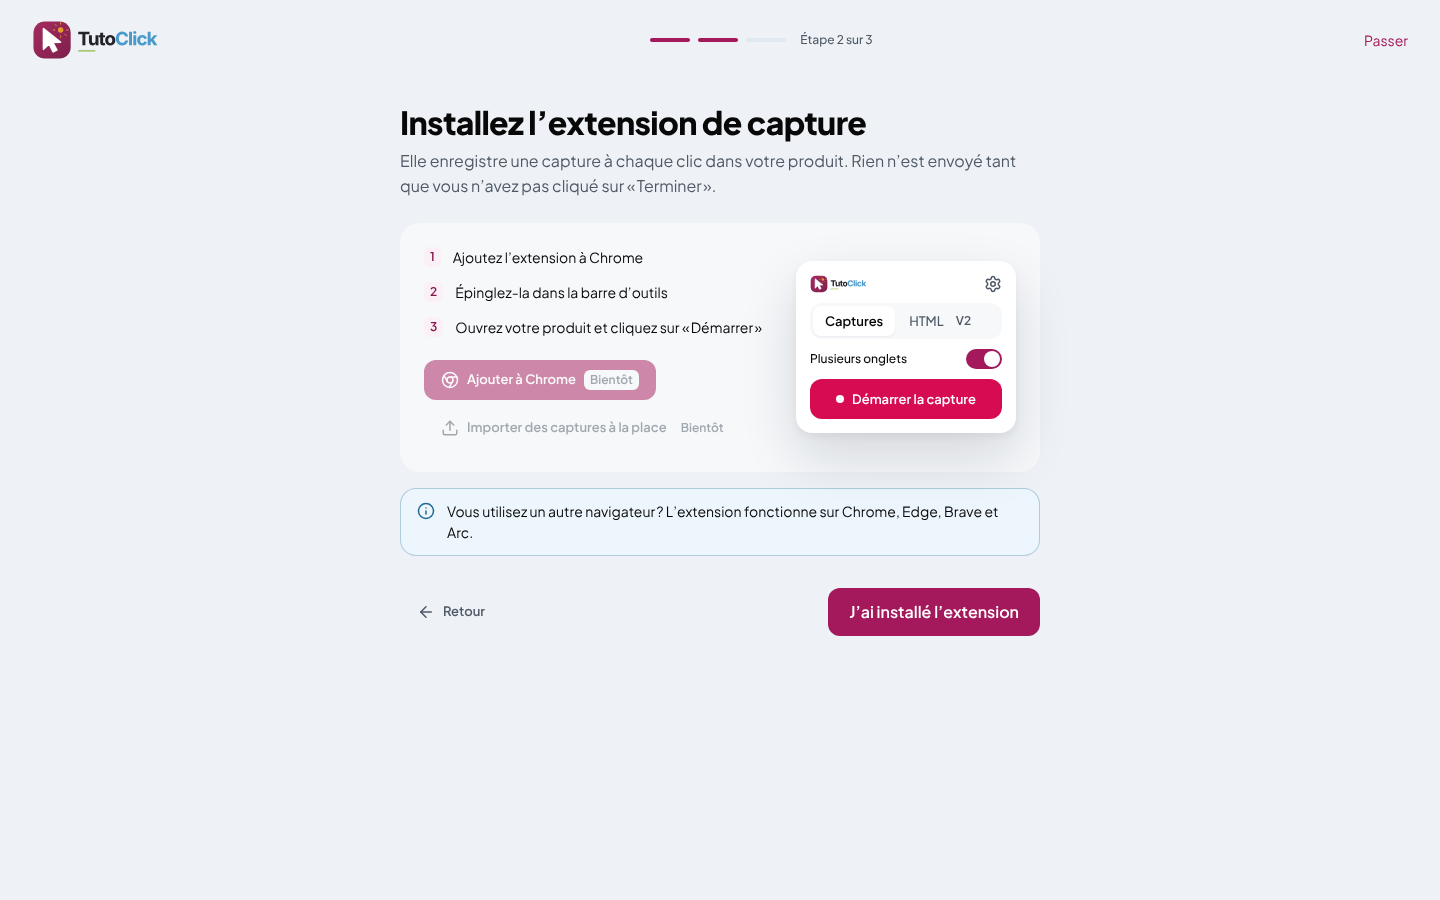 TutoClick
Étape 2 sur 3
Passer
Installez l’extension de capture
Elle enregistre une capture à chaque clic dans votre produit. Rien n’est envoyé tant
que vous n’avez pas cliqué sur « Terminer ».
1 Ajoutez l’extension à Chrome
2 Épinglez-la dans la barre d’outils
3 Ouvrez votre produit et cliquez sur « Démarrer »
Ajouter à Chrome Bientôt
Importer des captures à la place Bientôt
TutoClick
Captures HTML V2
Plusieurs onglets
Démarrer la capture
Vous utilisez un autre navigateur ? L’extension fonctionne sur Chrome, Edge, Brave et
Arc.
Retour
J’ai installé l’extension